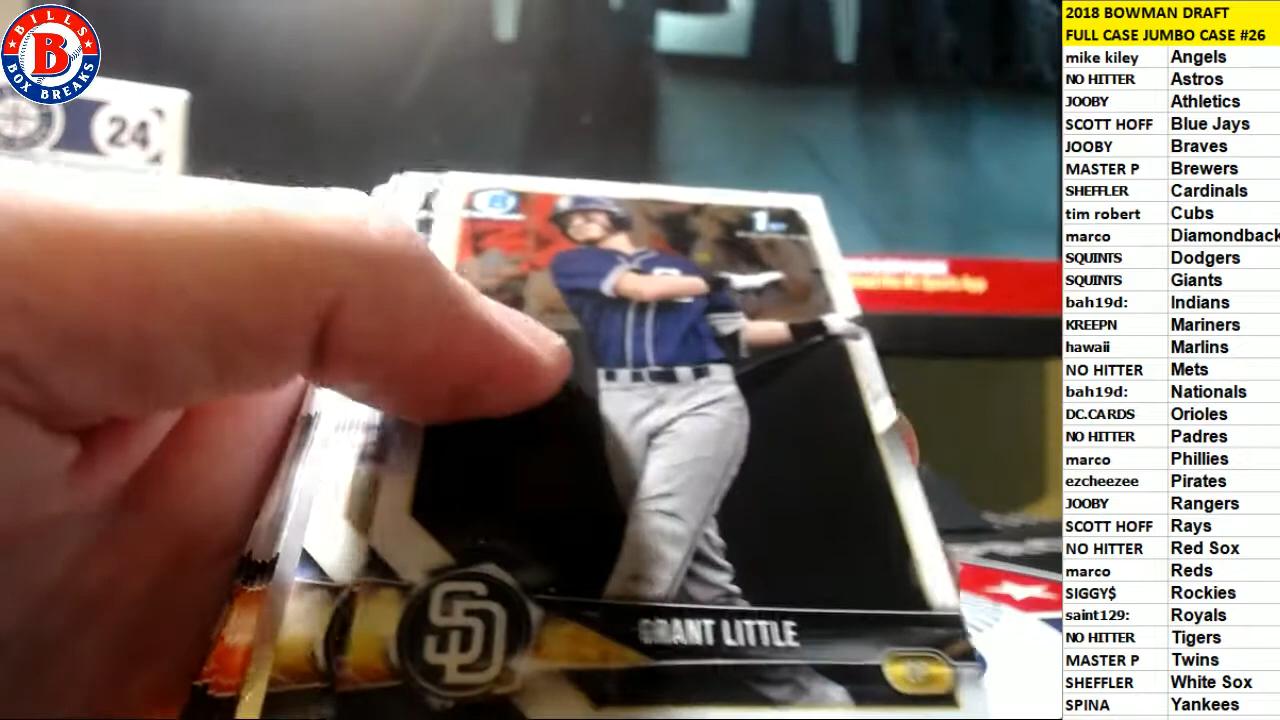 BILLS
B
BOX BREAKS
24
B
1
SD
GRANT LITTLE
2018 BOWMAN DRAFT
FULL CASE JUMBO CASE #26
mike kiley Angels
NO HITTER Astros
JOOBY Athletics
SCOTT HOFF Blue Jays
JOOBY Braves
MASTER P Brewers
SHEFFLER Cardinals
tim robert Cubs
marco Diamondback
SQUINTS Dodgers
SQUINTS Giants
bah19d: Indians
KREEPN Mariners
hawaii Marlins
NO HITTER Mets
bah19d: Nationals
DC.CARDS Orioles
NO HITTER Padres
marco Phillies
ezcheezee Pirates
JOOBY Rangers
SCOTT HOFF Rays
NO HITTER Red Sox
marco Reds
SIGGY$ Rockies
saint129: Royals
NO HITTER Tigers
MASTER P Twins
SHEFFLER White Sox
SPINA Yankees